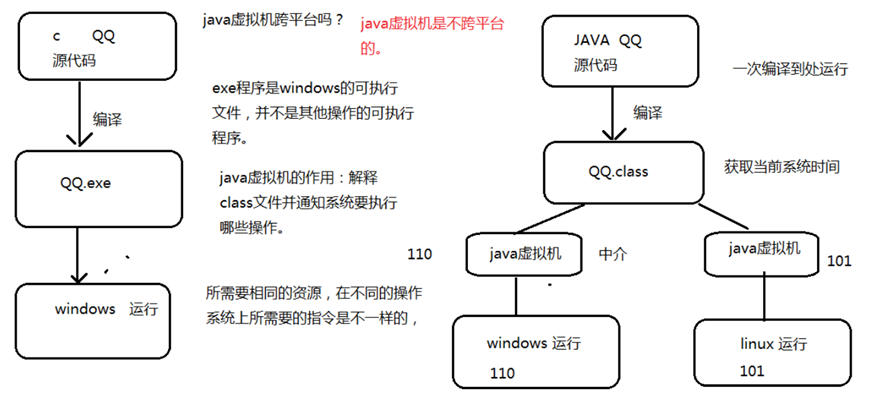 c QQ
源代码
编译
QQ.exe
windows 运行
java虚拟机跨平台吗？
java虚拟机是不跨平台
的。
exe程序是windows的可执行
文件，并不是其他操作的可执行
程序。
java虚拟机的作用：解释
class文件并通知系统要执行
哪些操作。
所需要相同的资源，在不同的操作
系统上所需要的指令是不一样的，
JAVA QQ
源代码
一次编译到处运行
编译
QQ.class
获取当前系统时间
110
java虚拟机
中介
java虚拟机
101
windows 运行
110
linux 运行
101